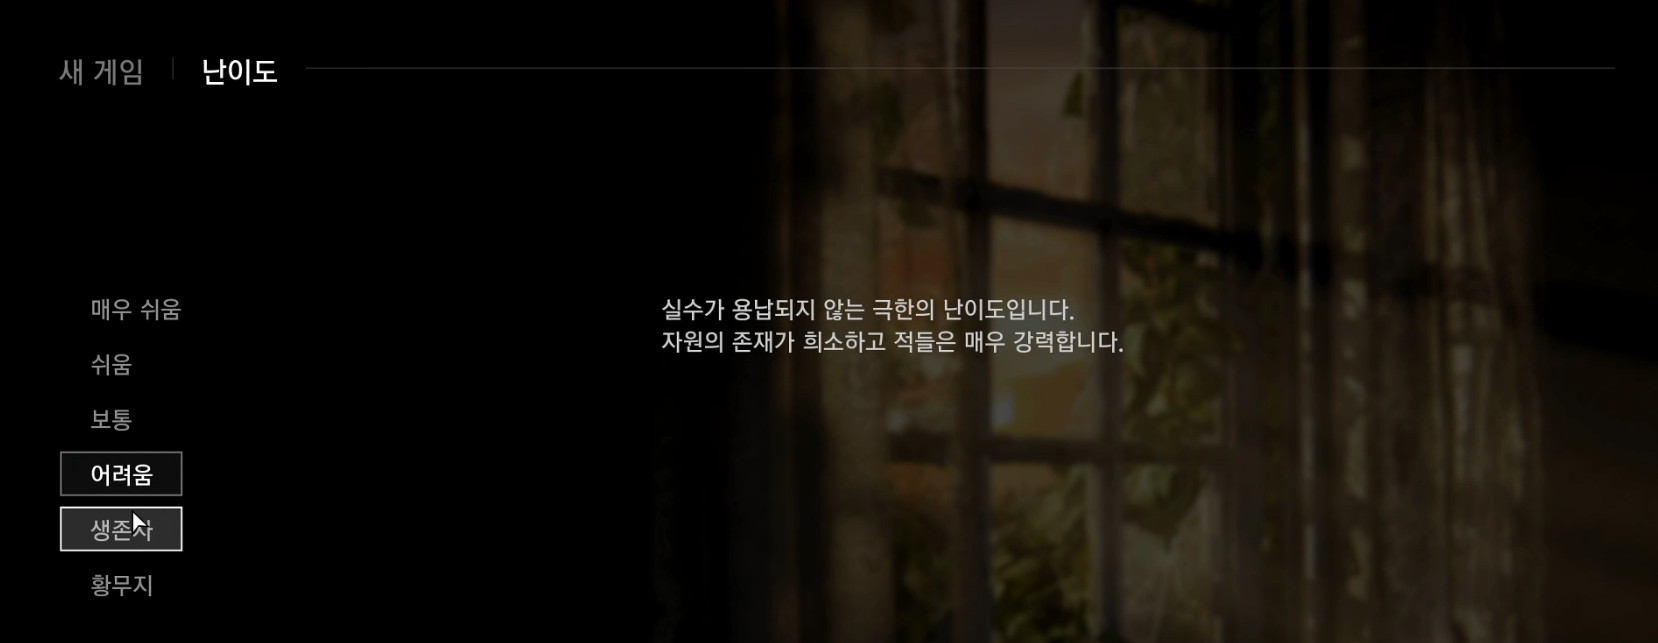 새 게임 난이도
매우 쉬움
쉬움
보통
어려움
생존자
황무지
실수가 용납되지 않는 극한의 난이도입니다.
자원의 존재가 희소하고 적들은 매우 강력합니다.